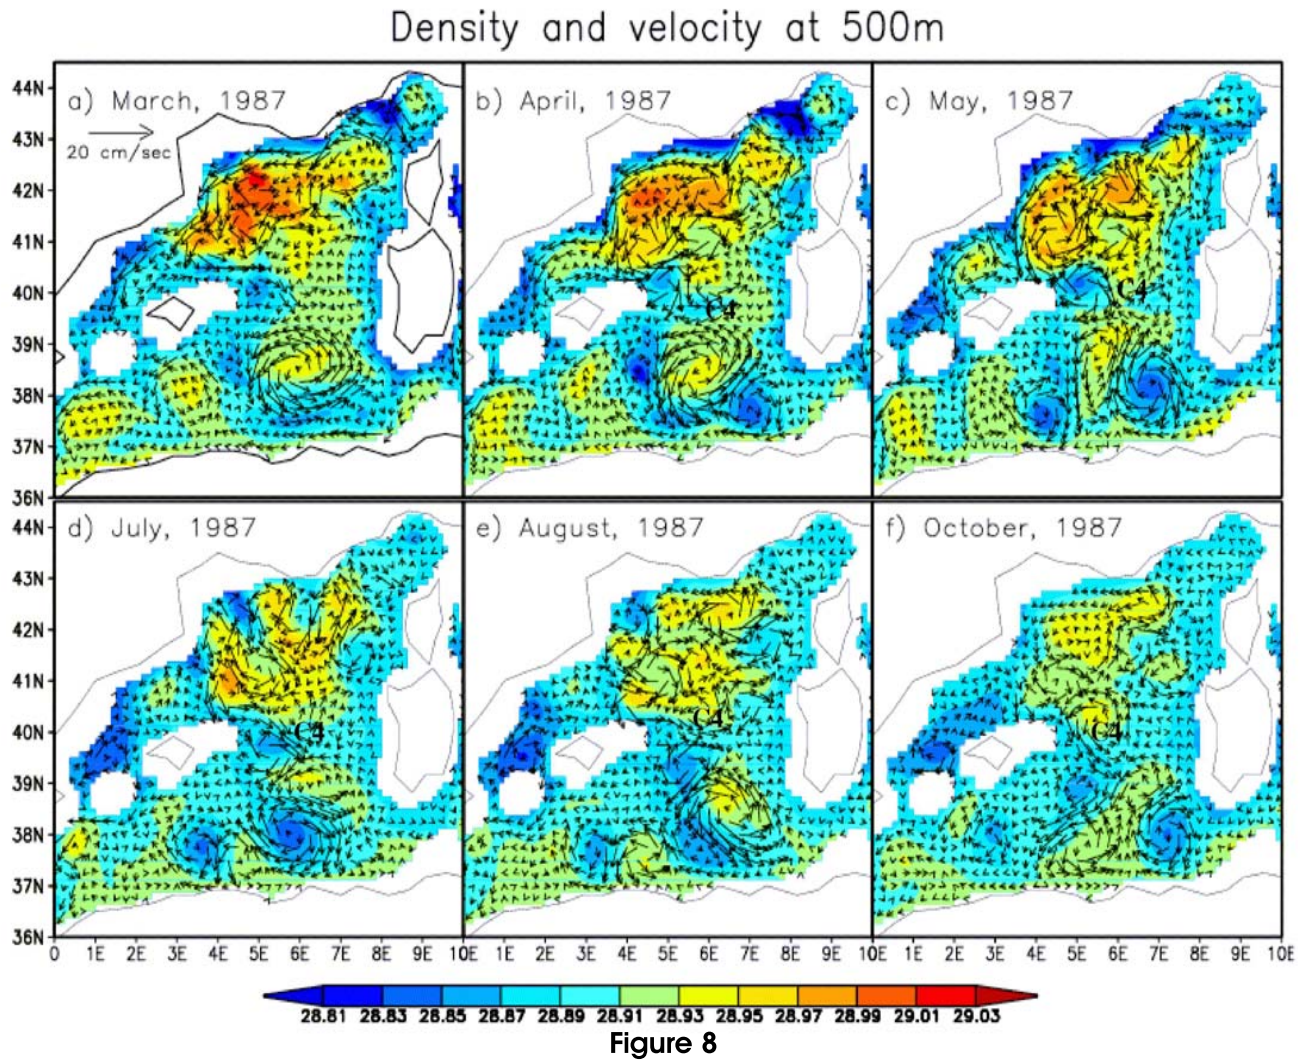 Density and velocity at 500m
a) March, 1987
b) April, 1987
c) May, 1987
20 cm/sec
44N
43N
42N
41N
40N
39N
38N
37N
36N
C4
C4
d) July, 1987
e) August, 1987
f) October, 1987
44N
43N
42N
41N
40N
39N
38N
37N
36N
C4
C4
C4
0 1E 2E 3E 4E 5E 6E 7E 8E 9E 10E 1E 2E 3E 4E 5E 6E 7E 8E 9E 10E 1E 2E 3E 4E 5E 6E 7E 8E 9E 10E
28.81 28.83 28.85 28.87 28.89 28.91 28.93 28.95 28.97 28.99 29.01 29.03
Figure 8